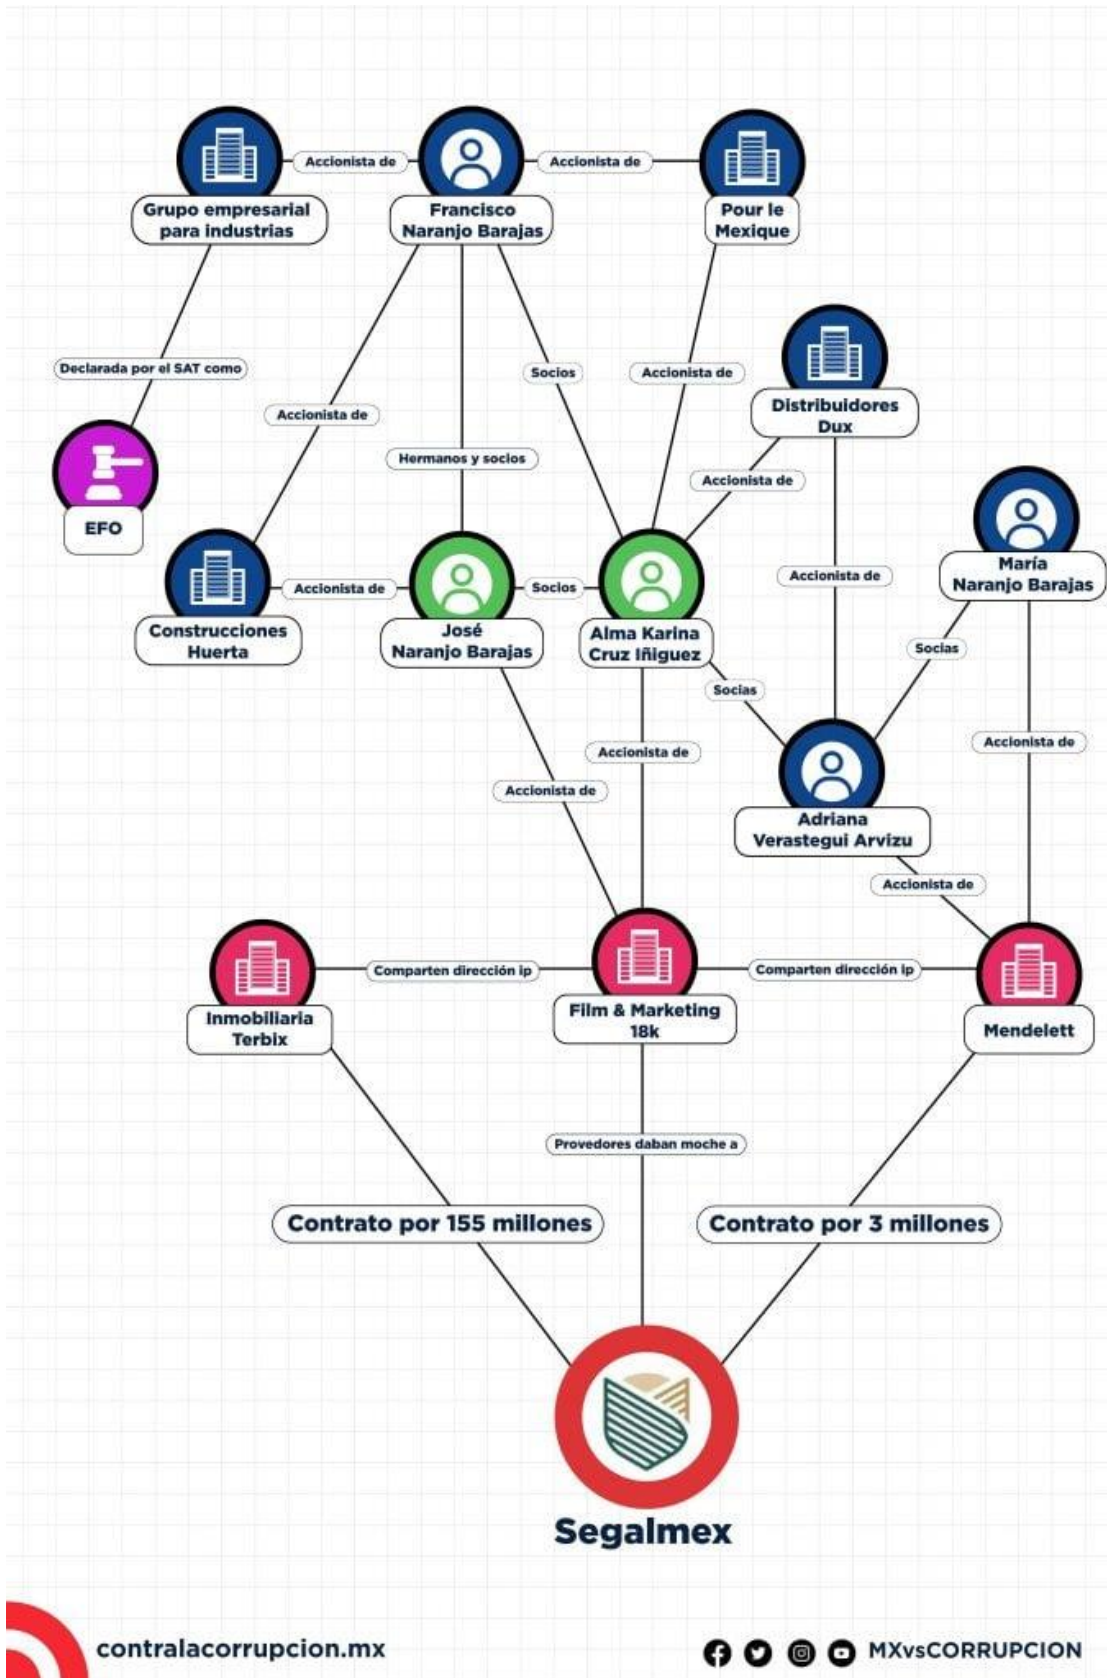 Accionista de
Accionista de
Grupo empresarial
para industrias
Francisco
Naranjo Barajas
Pour le
Mexique
Declarada por el SAT como
Socios
Accionista de
Distribuidores
Dux
Accionista de
Hermanos y socios
Accionista de
EFO
María
Naranjo Barajas
Accionista de
Accionista de
Socios
Construcciones
Huerta
José
Naranjo Barajas
Alma Karina
Cruz Iñiguez
Socias
Socias
Accionista de
Accionista de
Accionista de
Adriana
Verastegui Arvizu
Accionista de
Comparten dirección ip
Comparten dirección ip
Inmobiliaria
Terbix
Film & Marketing
18k
Mendelett
Provedores daban moche a
Contrato por 155 millones
Contrato por 3 millones
Segalmex
contralacorrupcion.mx
MXvsCORRUPCION